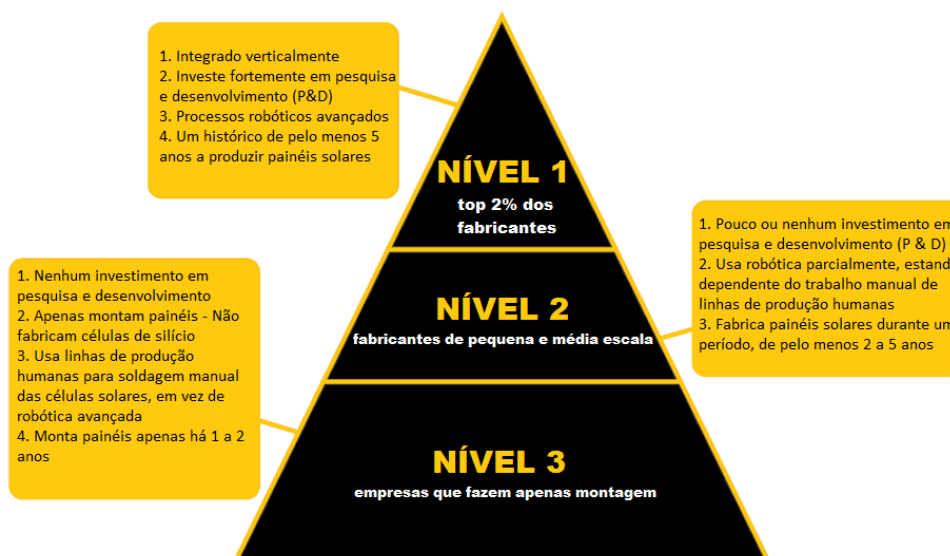 1. Integrado verticalmente
2. Investe fortemente em pesquisa
e desenvolvimento (P&D)
3. Processos robóticos avançados
4. Um histórico de pelo menos 5
anos a produzir painéis solares
NÍVEL 1
top 2% dos
fabricantes
1. Pouco ou nenhum investimento em
pesquisa e desenvolvimento (P & D)
2. Usa robótica parcialmente, estand
dependente do trabalho manual de
linhas de produção humanas
3. Fabrica painéis solares durante um
período, de pelo menos 2 a 5 anos
NÍVEL 2
fabricantes de pequena e média escala
1. Nenhum investimento em
pesquisa e desenvolvimento
2. Apenas montam painéis - Não
fabricam células de silício
3. Usa linhas de produção
humanas para soldagem manual
das células solares, em vez de
robótica avançada
4. Monta painéis apenas há 1 a 2
anos
NÍVEL 3
empresas que fazem apenas montagem